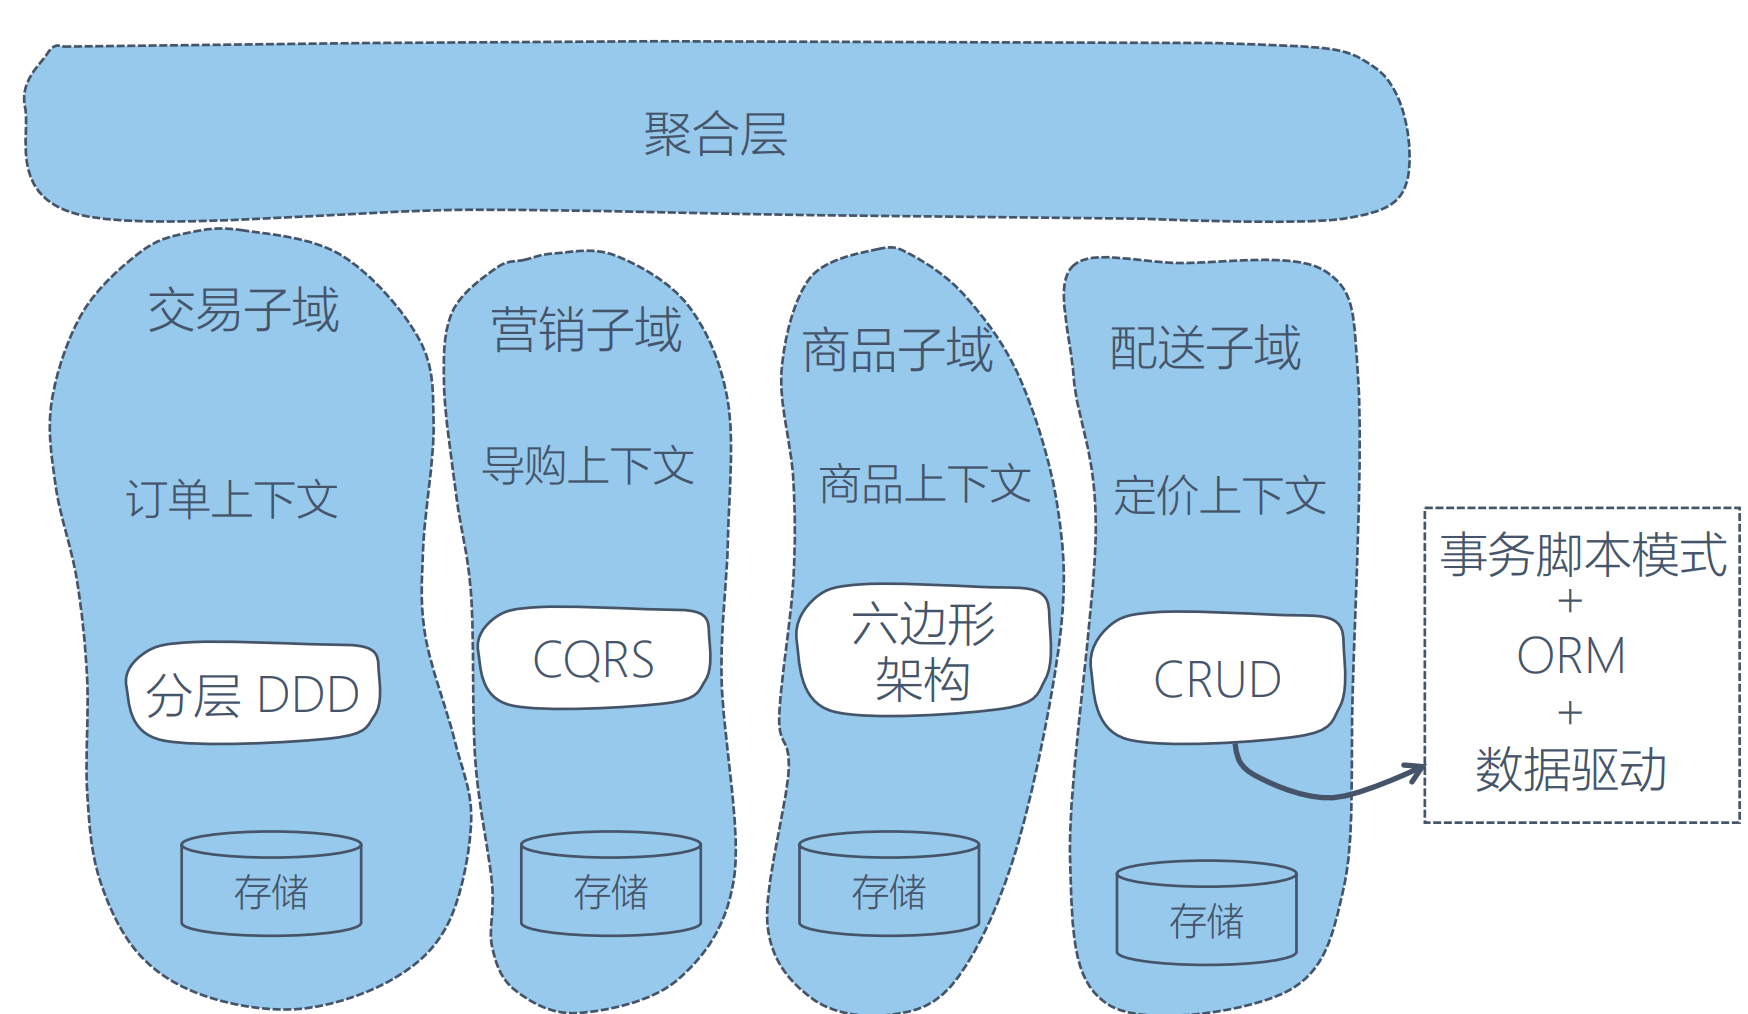 聚合层
交易子域
订单上下文
分层 DDD
存储
营销子域
导购上下文
CQRS
存储
商品子域
商品上下文
六边形
架构
存储
配送子域
定价上下文
CRUD
存储
事务脚本模式
+
ORM
+
数据驱动